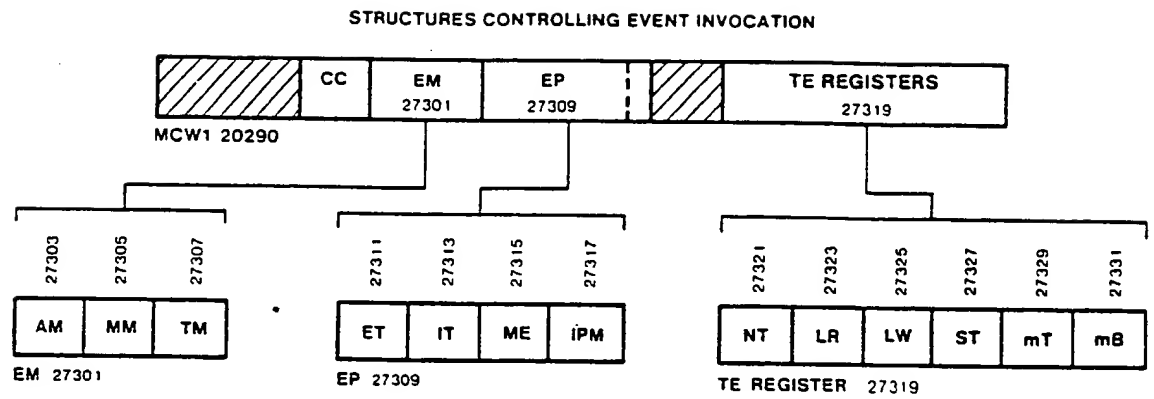 STRUCTURES CONTROLLING EVENT INVOCATION
CC EM EP TE REGISTERS
27301 27309 27319
MCW1 20290
27303 27305 27307 27311 27313 27315 27317 27321 27323 27325 27327 27329 27331
AM MM TM ET IT ME IPM NT LR LW ST mT mB
EM 27301 EP 27309 TE REGISTER 27319